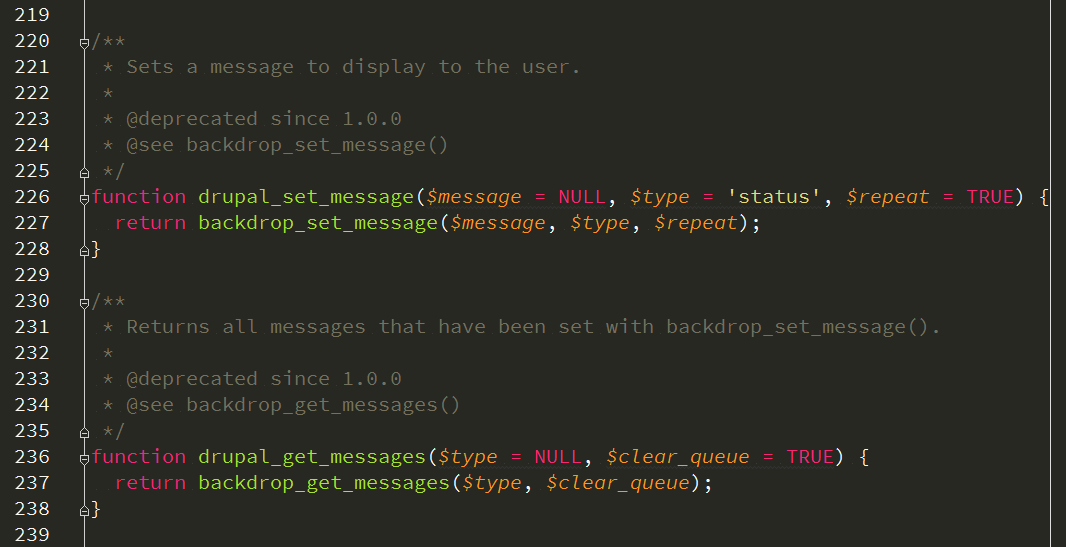 219
220 /**
221  * Sets a message to display to the user.
222  *
223  * @deprecated since 1.0.0
224  * @see backdrop_set_message()
225  */
226 function drupal_set_message($message = NULL, $type = 'status', $repeat = TRUE) {
227   return backdrop_set_message($message, $type, $repeat);
228 }
229
230 /**
231  * Returns all messages that have been set with backdrop_set_message().
232  *
233  * @deprecated since 1.0.0
234  * @see backdrop_get_messages()
235  */
236 function drupal_get_messages($type = NULL, $clear_queue = TRUE) {
237   return backdrop_get_messages($type, $clear_queue);
238 }
239